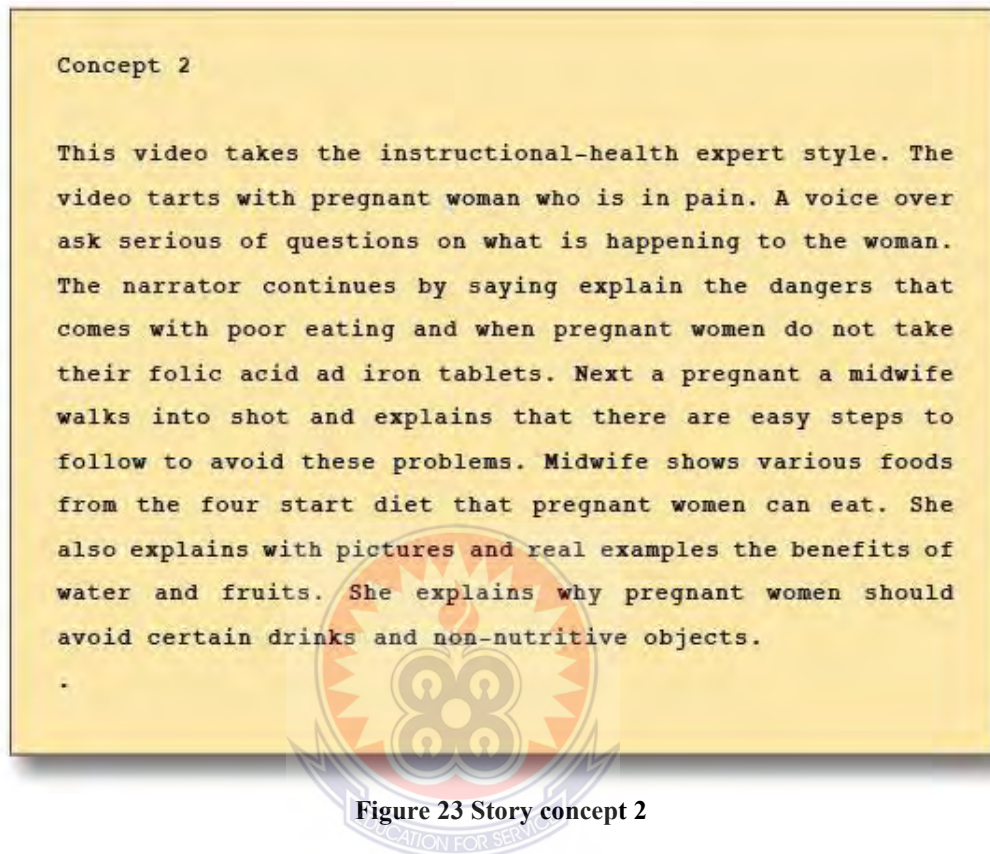 Concept 2
This video takes the instructional-health expert style. The
video tarts with pregnant woman who is in pain. A voice over
ask serious of questions on what is happening to the woman.
The narrator continues by saying explain the dangers that
comes with poor eating and when pregnant women do not take
their folic acid ad iron tablets. Next a pregnant a midwife
walks into shot and explains that there are easy steps to
follow to avoid these problems. Midwife shows various foods
from the four start diet that pregnant women can eat. She
also explains with pictures and real examples the benefits of
water and fruits. She explains why pregnant women should
avoid certain drinks and non-nutritive objects.
.
Figure 23 Story concept 2
EDUCATION FOR SERVICE